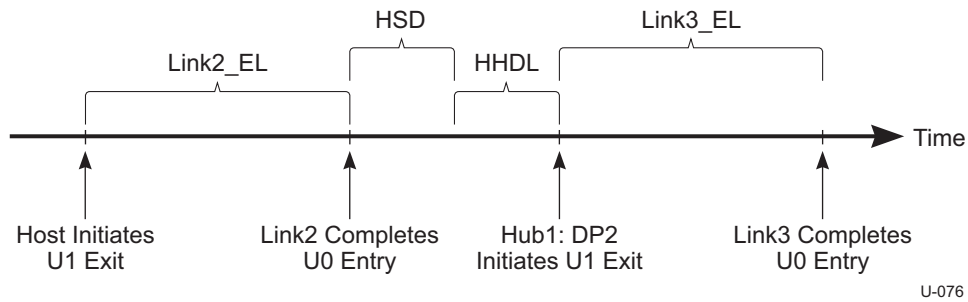 HSD
Link3_EL
Link2_EL
HHDL
Time
Host Initiates
U1 Exit
Link2 Completes
U0 Entry
Hub1: DP2
Initiates U1 Exit
Link3 Completes
U0 Entry
U-076